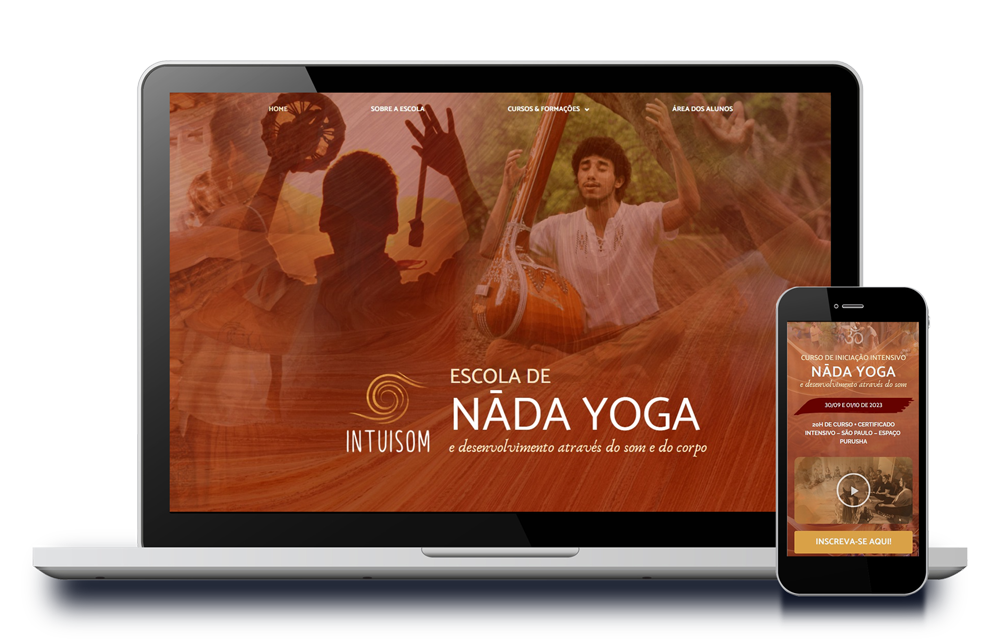 HOME
SOBRE A ESCOLA
CURSOS & FORMAÇÕES
ÁREA DOS ALUNOS
ESCOLA DE
NĀDA YOGA
INTUISOM
e desenvolvimento através do som e do corpo
ॐ
CURSO DE INICIAÇÃO INTENSIVO
NĀDA YOGA
e desenvolvimento através do som
30/09 E 01/10 DE 2023
20H DE CURSO • CERTIFICADO
INTENSIVO – SÃO PAULO – ESPAÇO
PURUSHA
INSCREVA-SE AQUI!